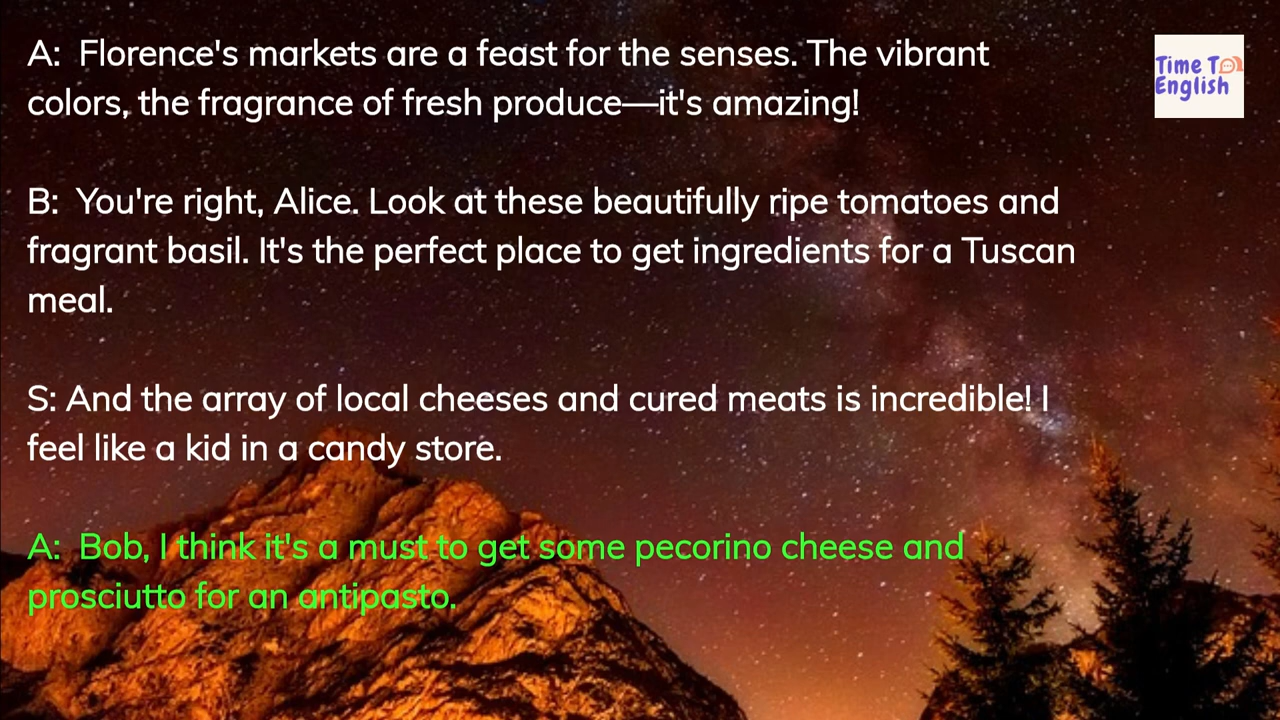 A:  Florence's markets are a feast for the senses. The vibrant
colors, the fragrance of fresh produce—it's amazing!
Time To
English
B:  You're right, Alice. Look at these beautifully ripe tomatoes and
fragrant basil. It's the perfect place to get ingredients for a Tuscan
meal.
S: And the array of local cheeses and cured meats is incredible! I
feel like a kid in a candy store.
A:  Bob, I think it's a must to get some pecorino cheese and
prosciutto for an antipasto.